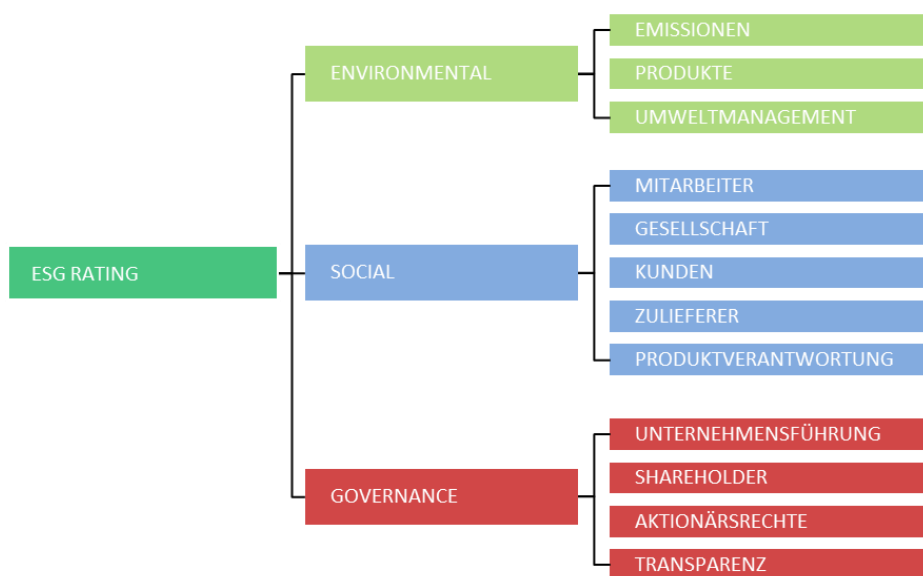 ESG RATING
ENVIRONMENTAL
EMISSIONEN
PRODUKTE
UMWELTMANAGEMENT
SOCIAL
MITARBEITER
GESELLSCHAFT
KUNDEN
ZULIEFERER
PRODUKTVERANTWORTUNG
GOVERNANCE
UNTERNEHMENSFÜHRUNG
SHAREHOLDER
AKTIONÄRSRECHTE
TRANSPARENZ